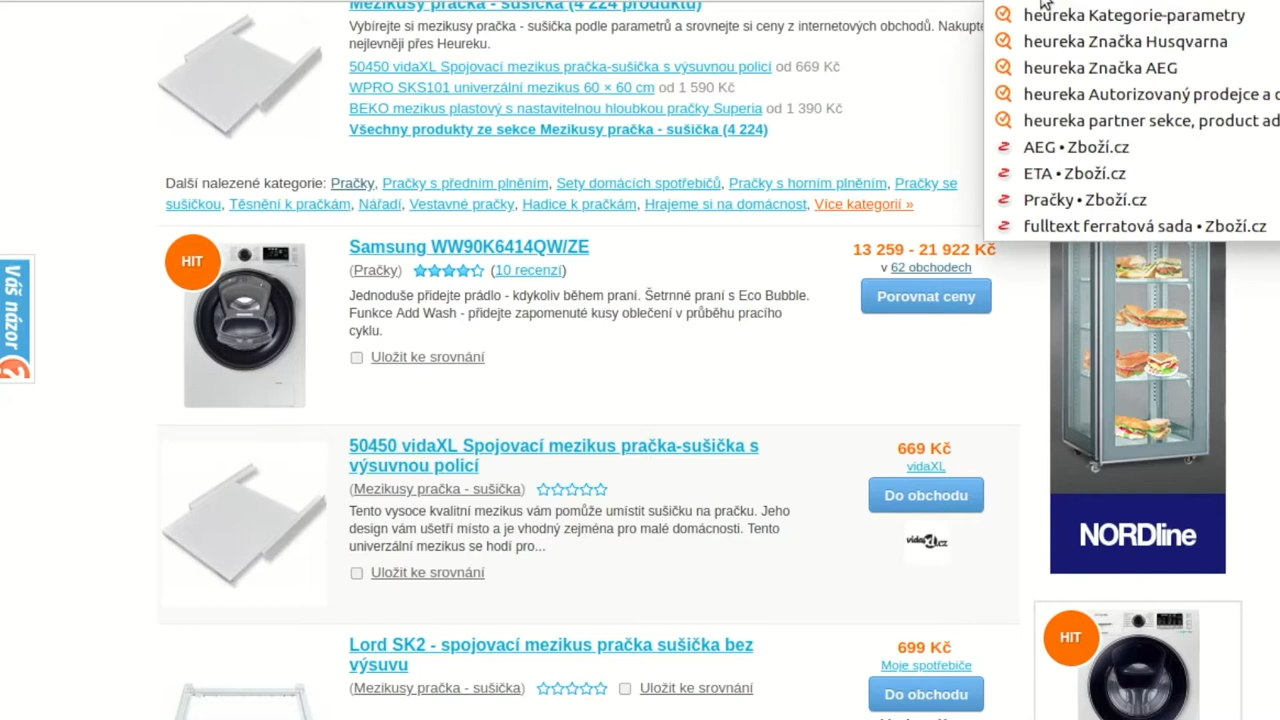 Mezikusy pračka - sušička (4 224 produktů)
Vybírejte si mezikusy pračka - sušička podle parametrů a srovnejte si ceny z internetových obchodů. Nakupte
nejlevněji přes Heureku.
50450 vidaXL Spojovací mezikus pračka-sušička s výsuvnou policí od 669 Kč
WPRO SKS101 univerzální mezikus 60 × 60 cm od 1 590 Kč
BEKO mezikus plastový s nastavitelnou hloubkou pračky Superia od 1 390 Kč
Všechny produkty ze sekce Mezikusy pračka - sušička (4 224)
Další nalezené kategorie: Pračky, Pračky s předním plněním, Sety domácích spotřebičů, Pračky s horním plněním, Pračky se
sušičkou, Těsnění k pračkám, Nářadí, Vestavné pračky, Hadice k pračkám, Hrajeme si na domácnost, Více kategorií »
heureka Kategorie-parametry
heureka Značka Husqvarna
heureka Značka AEG
heureka Autorizovaný prodejce a
heureka partner sekce, product ad
AEG • Zboží.cz
ETA • Zboží.cz
Pračky • Zboží.cz
fulltext ferratová sada • Zboží.cz
Váš názor
?
HIT
Samsung WW90K6414QW/ZE
(Pračky) (10 recenzí)
Jednoduše přidejte prádlo - kdykoliv během praní. Šetrnné praní s Eco Bubble.
Funkce Add Wash - přidejte zapomenuté kusy oblečení v průběhu pracího
cyklu.
Uložit ke srovnání
13 259 - 21 922 Kč
v 62 obchodech
Porovnat ceny
50450 vidaXL Spojovací mezikus pračka-sušička s
výsuvnou policí
(Mezikusy pračka - sušička)
Tento vysoce kvalitní mezikus vám pomůže umístit sušičku na pračku. Jeho
design vám ušetří místo a je vhodný zejména pro malé domácnosti. Tento
univerzální mezikus se hodí pro...
Uložit ke srovnání
669 Kč
vidaXL
Do obchodu
vidaXL.cz
NORDline
Lord SK2 - spojovací mezikus pračka sušička bez
výsuvu
(Mezikusy pračka - sušička) Uložit ke srovnání
699 Kč
Moje spotřebiče
Do obchodu
HIT